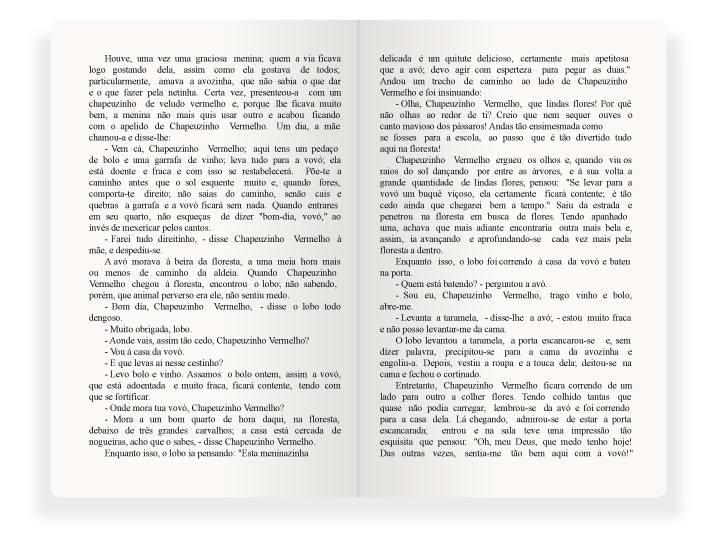 Houve, uma vez uma graciosa menina; quem a via ficava
logo gostando dela, assim como ela gostava de todos;
particularmente, amava a avozinha, que não sabia o que dar
e o que fazer pela netinha. Certa vez, presenteou-a com um
chapeuzinho de veludo vermelho e, porque lhe ficava muito
bem, a menina não mais quis usar outro e acabou ficando
com o apelido de Chapeuzinho Vermelho. Um dia, a mãe
chamou-a e disse-lhe:
- Vem cá, Chapeuzinho Vermelho; aqui tens um pedaço
de bolo e uma garrafa de vinho; leva tudo para a vovó; ela
está doente e fraca e com isso se restabelecerá. Põe-te a
caminho antes que o sol esquente muito e, quando fores,
comporta-te direito; não saias do caminho, senão cais e
quebras a garrafa e a vovó ficará sem nada. Quando entrares
em seu quarto, não esqueças de dizer "bom-dia, vovó," ao
invés de mexericar pelos cantos.
- Farei tudo direitinho, - disse Chapeuzinho Vermelho à
mãe, e despediu-se.
A avó morava à beira da floresta, a uma meia hora mais
ou menos de caminho da aldeia. Quando Chapeuzinho
Vermelho chegou à floresta, encontrou o lobo; não sabendo,
porém, que animal perverso era ele, não sentiu medo.
- Bom dia, Chapeuzinho Vermelho, - disse o lobo todo
dengoso.
- Muito obrigada, lobo.
- Aonde vais, assim tão cedo, Chapeuzinho Vermelho?
- Vou à casa da vovó.
- E que levas aí nesse cestinho?
- Levo bolo e vinho. Assamos o bolo ontem, assim a vovó,
que está adoentada e muito fraca, ficará contente, tendo com
que se fortificar.
- Onde mora tua vovó, Chapeuzinho Vermelho?
- Mora a um bom quarto de hora daqui, na floresta,
debaixo de três grandes carvalhos; a casa está cercada de
nogueiras, acho que o sabes, - disse Chapeuzinho Vermelho.
Enquanto isso, o lobo ia pensando: "Esta meninazinha
delicada é um quitute delicioso, certamente mais apetitosa
que a avó; devo agir com esperteza para pegar as duas."
Andou um trecho de caminho ao lado de Chapeuzinho
Vermelho e foi insinuando:
- Olha, Chapeuzinho Vermelho, que lindas flores! Por quê
não olhas ao redor de ti? Creio que nem sequer ouves o
canto mavioso dos pássaros! Andas tão ensimesmada como
se fosses para a escola, ao passo que é tão divertido tudo
aqui na floresta!
Chapeuzinho Vermelho ergueu os olhos e, quando viu os
raios do sol dançando por entre as árvores, e à sua volta a
grande quantidade de lindas flores, pensou: "Se levar para a
vovó um buquê viçoso, ela certamente ficará contente; é tão
cedo ainda que chegarei bem a tempo." Saiu da estrada e
penetrou na floresta em busca de flores. Tendo apanhado
uma, achava que mais adiante encontraria outra mais bela e,
assim, ia avançando e aprofundando-se cada vez mais pela
floresta a dentro.
Enquanto isso, o lobo foi correndo à casa da vovó e bateu
na porta.
- Quem está batendo? - perguntou a avó.
- Sou eu, Chapeuzinho Vermelho, trago vinho e bolo,
abre-me.
- Levanta a taramela, - disse-lhe a avó; - estou muito fraca
e não posso levantar-me da cama.
O lobo levantou a taramela, a porta escancarou-se e, sem
dizer palavra, precipitou-se para a cama da avozinha e
engoliu-a. Depois, vestiu a roupa e a touca dela; deitou-se na
cama e fechou o cortinado.
Entretanto, Chapeuzinho Vermelho ficara correndo de um
lado para outro a colher flores. Tendo colhido tantas que
quase não podia carregar, lembrou-se da avó e foi correndo
para a casa dela. Lá chegando, admirou-se de estar a porta
escancarada; entrou e na sala teve uma impressão tão
esquisita que pensou: "Oh, meu Deus, que medo tenho hoje!
Das outras vezes, sentia-me tão bem aqui com a vovó!"